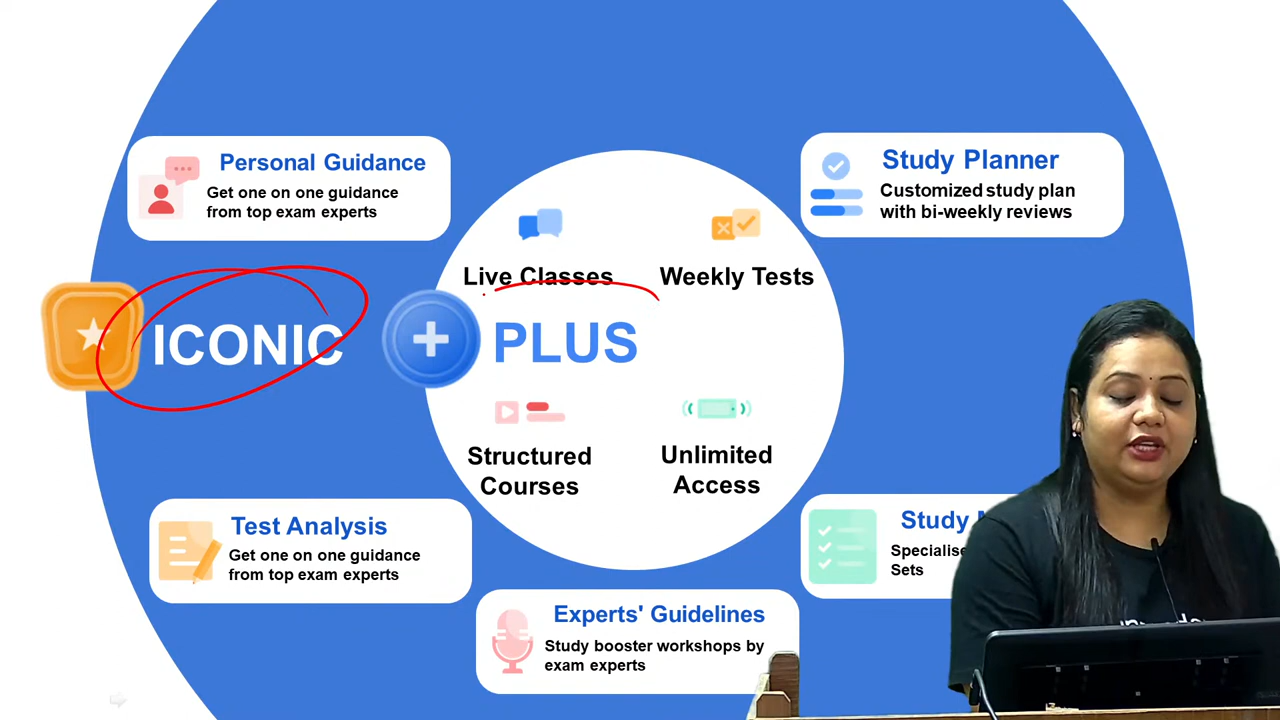 Personal Guidance
Get one on one guidance
from top exam experts
Study Planner
Customized study plan
with bi-weekly reviews
Live Classes
Weekly Tests
ICONIC
PLUS
Structured
Courses
Unlimited
Access
Test Analysis
Get one on one guidance
from top exam experts
Study
Sets
Experts' Guidelines
Study booster workshops by
exam experts